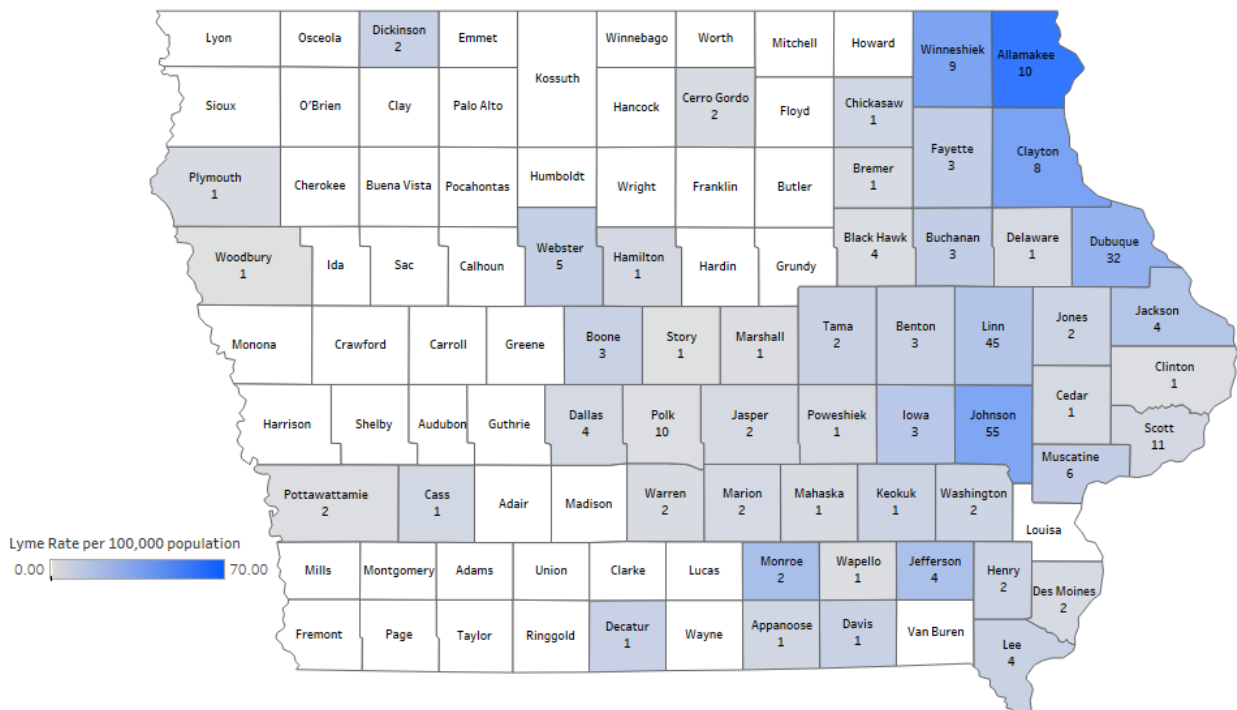 Lyon
Osceola
Dickinson
2
Emmet
Winnebago
Worth
Mitchell
Howard
Winneshiek
9
Allamakee
10
Kossuth
Sioux
O'Brien
Clay
Palo Alto
Hancock
Cerro Gordo
2
Floyd
Chickasaw
1
Fayette
3
Clayton
8
Plymouth
1
Cherokee
Buena Vista
Pocahontas
Humboldt
Wright
Franklin
Butler
Bremer
1
Woodbury
1
Ida
Sac
Calhoun
Webster
5
Hamilton
1
Hardin
Grundy
Black Hawk
4
Buchanan
3
Delaware
1
Dubuque
32
Monona
Crawford
Carroll
Greene
Boone
3
Story
1
Marshall
1
Tama
2
Benton
3
Linn
45
Jones
2
Jackson
4
Clinton
1
Harrison
Shelby
Audubon
Guthrie
Dallas
4
Polk
10
Jasper
2
Poweshiek
1
Iowa
3
Johnson
55
Cedar
1
Scott
11
Muscatine
6
Pottawattamie
2
Cass
1
Adair
Madison
Warren
2
Marion
2
Mahaska
1
Keokuk
1
Washington
2
Louisa
Lyme Rate per 100,000 population
0.00
70.00
Mills
Montgomery
Adams
Union
Clarke
Lucas
Monroe
2
Wapello
1
Jefferson
4
Henry
2
Des Moines
2
Fremont
Page
Taylor
Ringgold
Decatur
1
Wayne
Appanoose
1
Davis
1
Van Buren
Lee
4